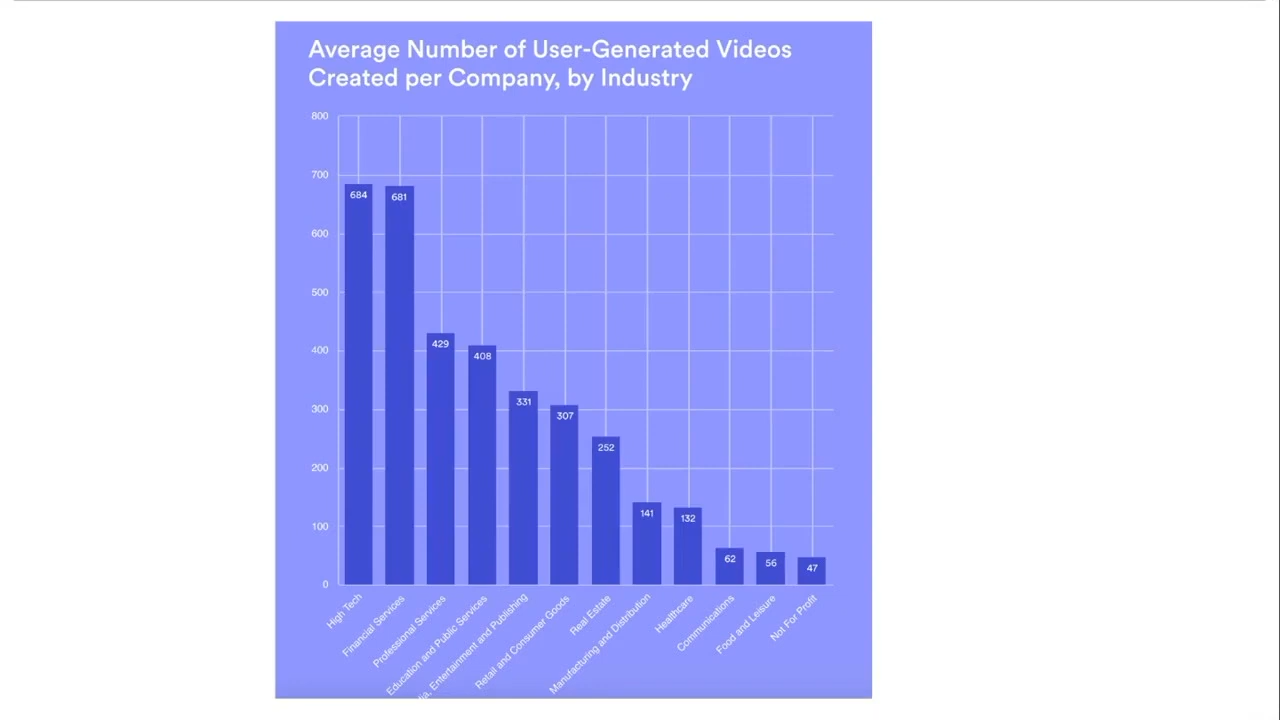 Average Number of User-Generated Videos
Created per Company, by Industry
800
700
600
500
400
300
200
100
0
684
681
429
408
331
307
252
141
132
62
56
47
High Tech
Financial Services
Professional Services
Education and Public Services
Entertainment and Publishing
Retail and Consumer Goods
Real Estate
Manufacturing and Distribution
Healthcare
Communications
Food and Leisure
Not For Profit